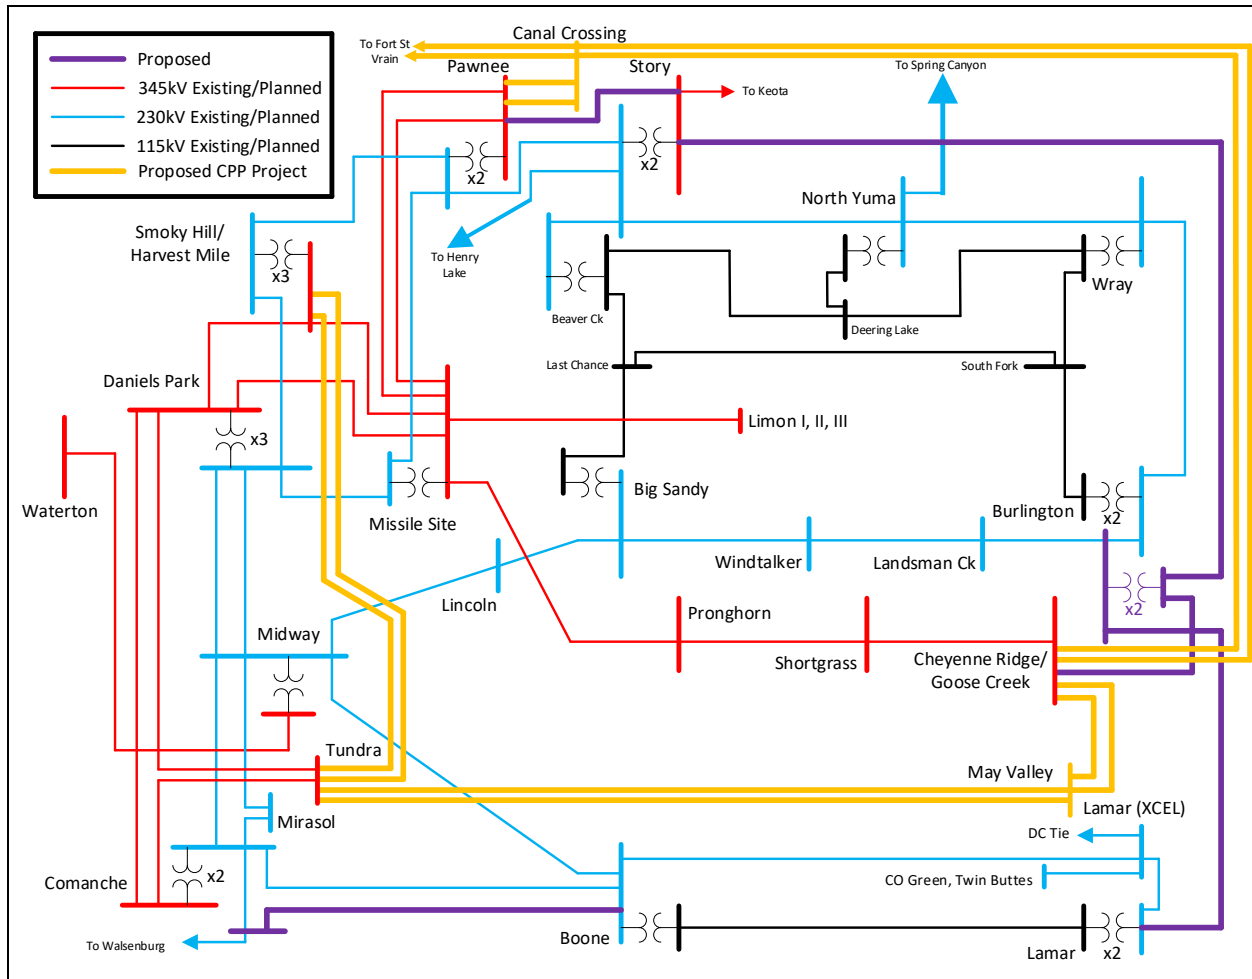 Proposed
345kV Existing/Planned
230kV Existing/Planned
115kV Existing/Planned
Proposed CPP Project
To Fort St
Vrain
Canal Crossing
Pawnee
Story
To Keota
To Spring Canyon
x2
x2
North Yuma
Smoky Hill/
Harvest Mile
x3
To Henry
Lake
Wray
Beaver Ck
Deering Lake
Last Chance
South Fork
Daniels Park
x3
Limon I, II, III
Waterton
Missile Site
Big Sandy
Burlington
x2
Lincoln
Windtalker
Landsman Ck
x2
Midway
Pronghorn
Shortgrass
Cheyenne Ridge/
Goose Creek
Tundra
May Valley
Mirasol
Lamar (XCEL)
DC Tie
x2
CO Green, Twin Buttes
Comanche
To Walsenburg
Boone
Lamar
x2